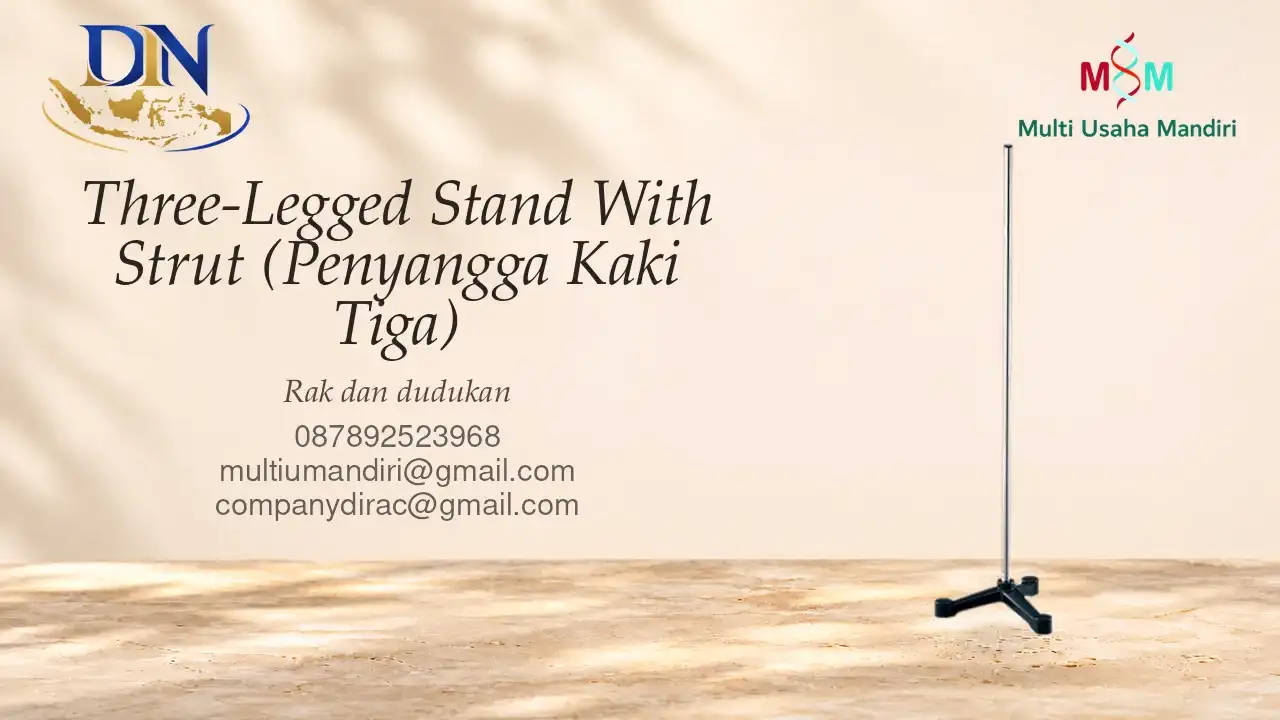 DN
M M
Multi Usaha Mandiri
Three-Legged Stand With
Strut (Penyangga Kaki
Tiga)
Rak dan dudukan
087892523968
multiumandiri@gmail.com
companydirac@gmail.com